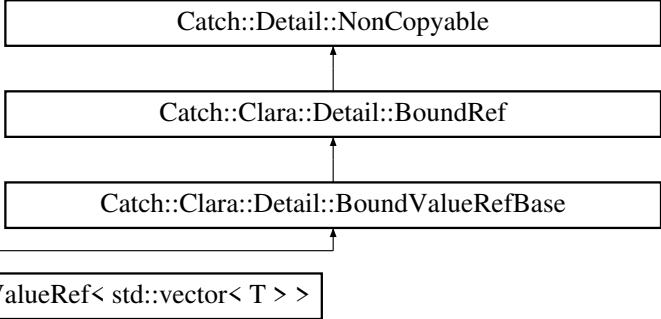 Catch::Detail::NonCopyable
Catch::Clara::Detail::BoundRef
Catch::Clara::Detail::BoundValueRefBase
ValueRef< std::vector< T > >